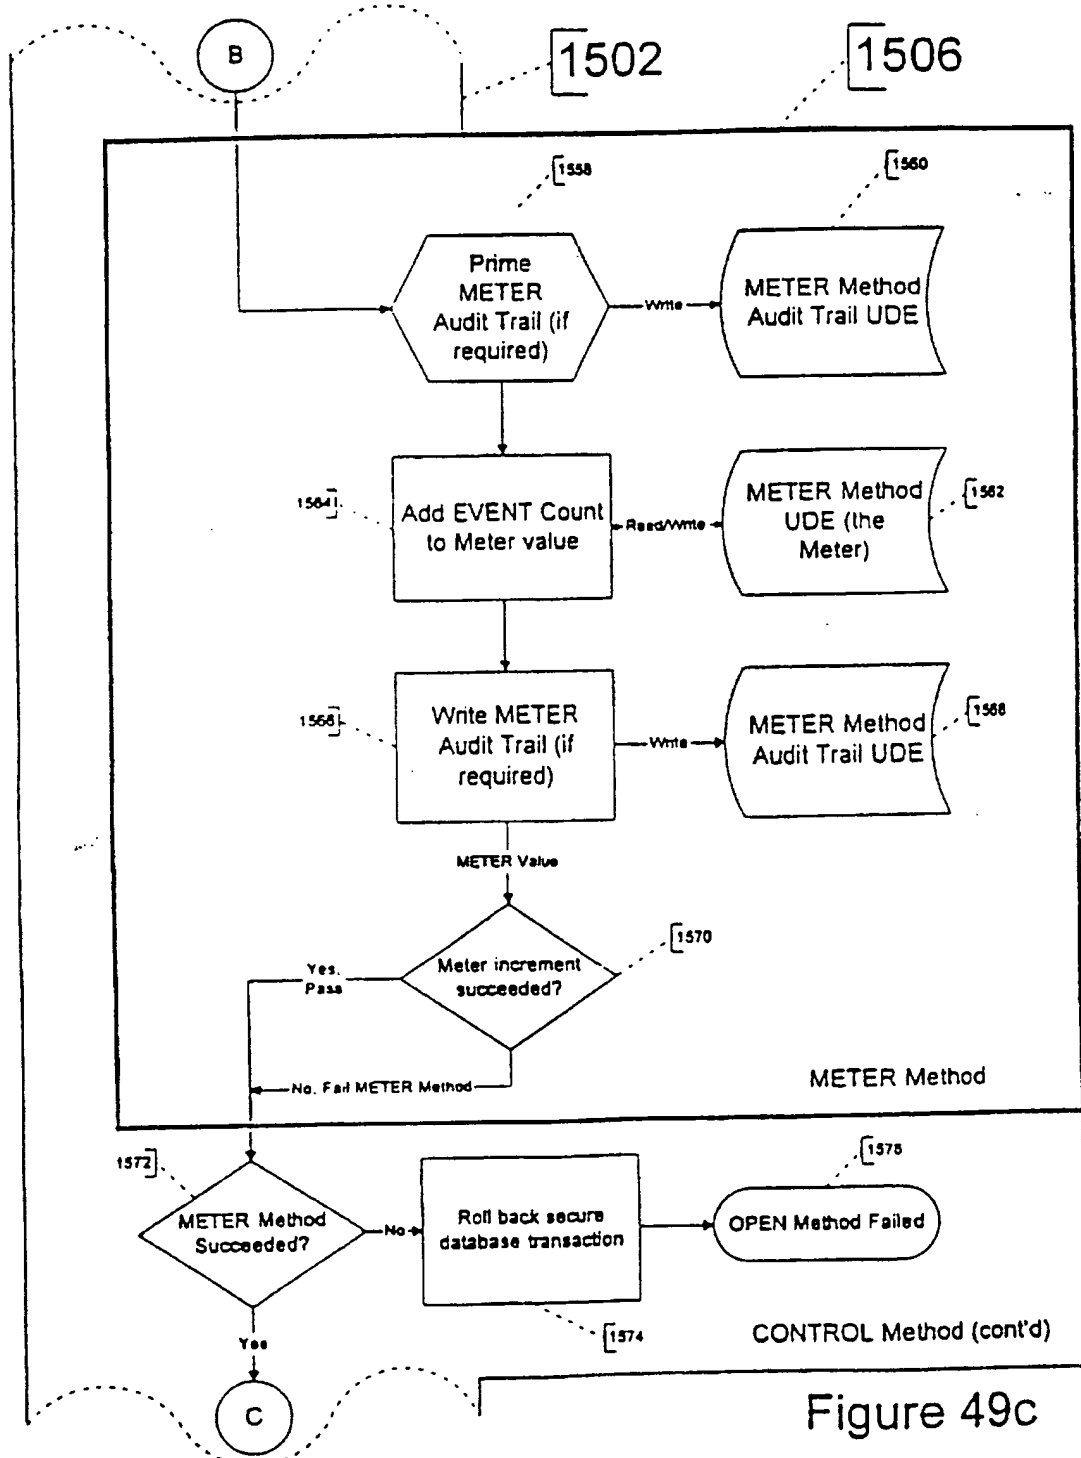 B
1502
1506
1558
1560
Prime
METER
Audit Trail (if
required)
Write
METER Method
Audit Trail UDE
1564
Add EVENT Count
to Meter value
Read/Write
METER Method
UDE (the
Meter)
1562
1566
Write METER
Audit Trail (if
required)
Write
METER Method
Audit Trail UDE
1568
METER Value
Meter increment
succeeded?
1570
Yes,
Pass
No, Fail METER Method
METER Method
1572
METER Method
Succeeded?
No
Roll back secure
database transaction
1574
OPEN Method Failed
1575
Yes
CONTROL Method (cont'd)
C
Figure 49c